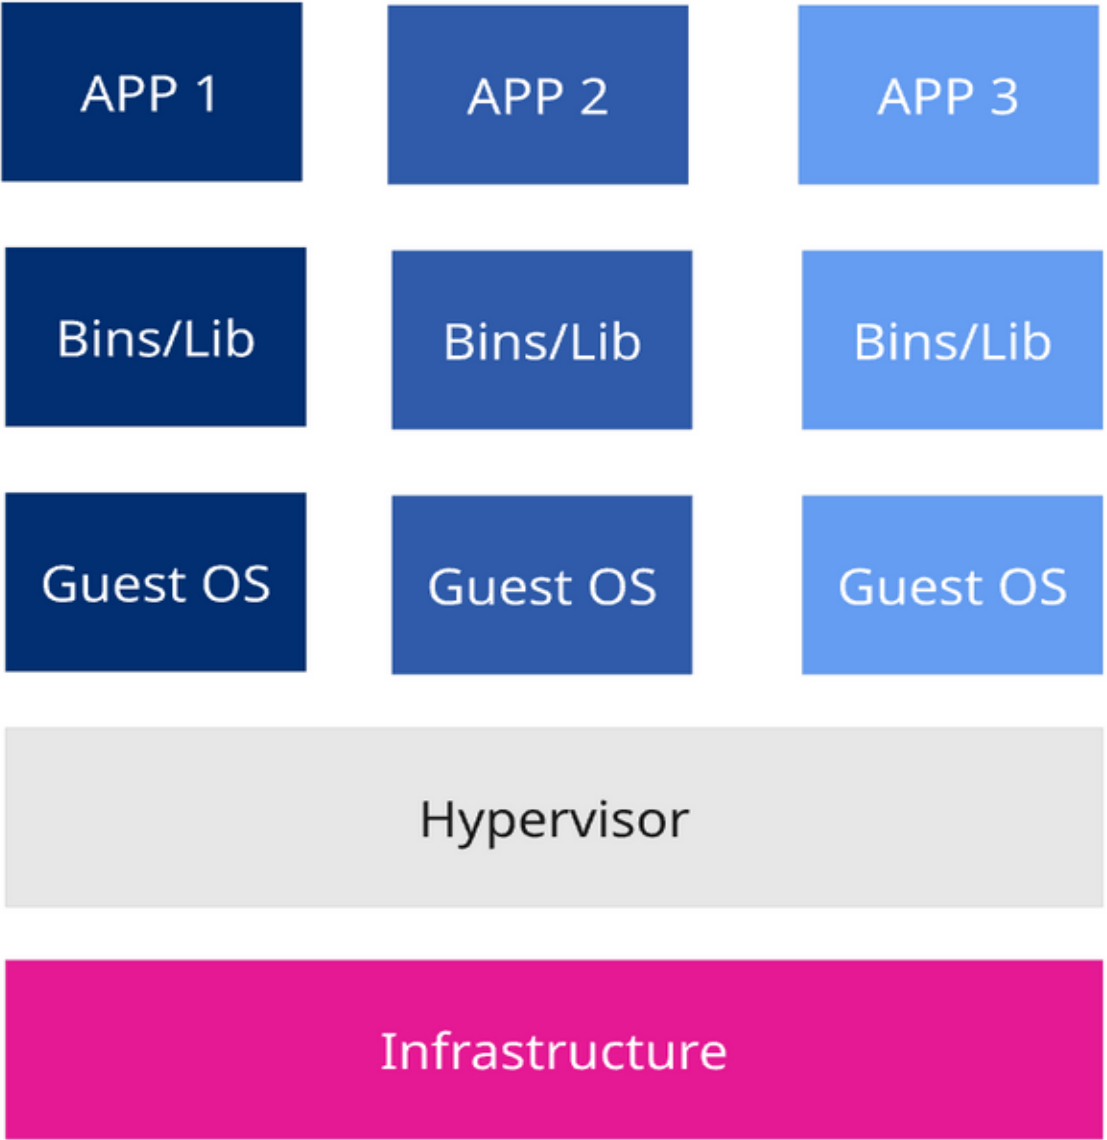 APP 1
APP 2
APP 3
Bins/Lib
Bins/Lib
Bins/Lib
Guest OS
Guest OS
Guest OS
Hypervisor
Infrastructure